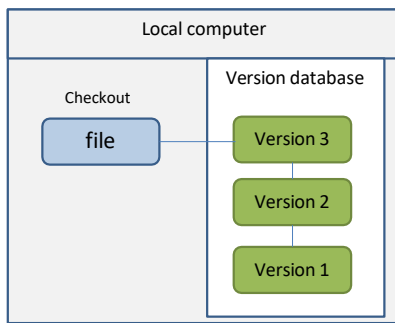 Local computer
Checkout
file
Version database
Version 3
Version 2
Version 1